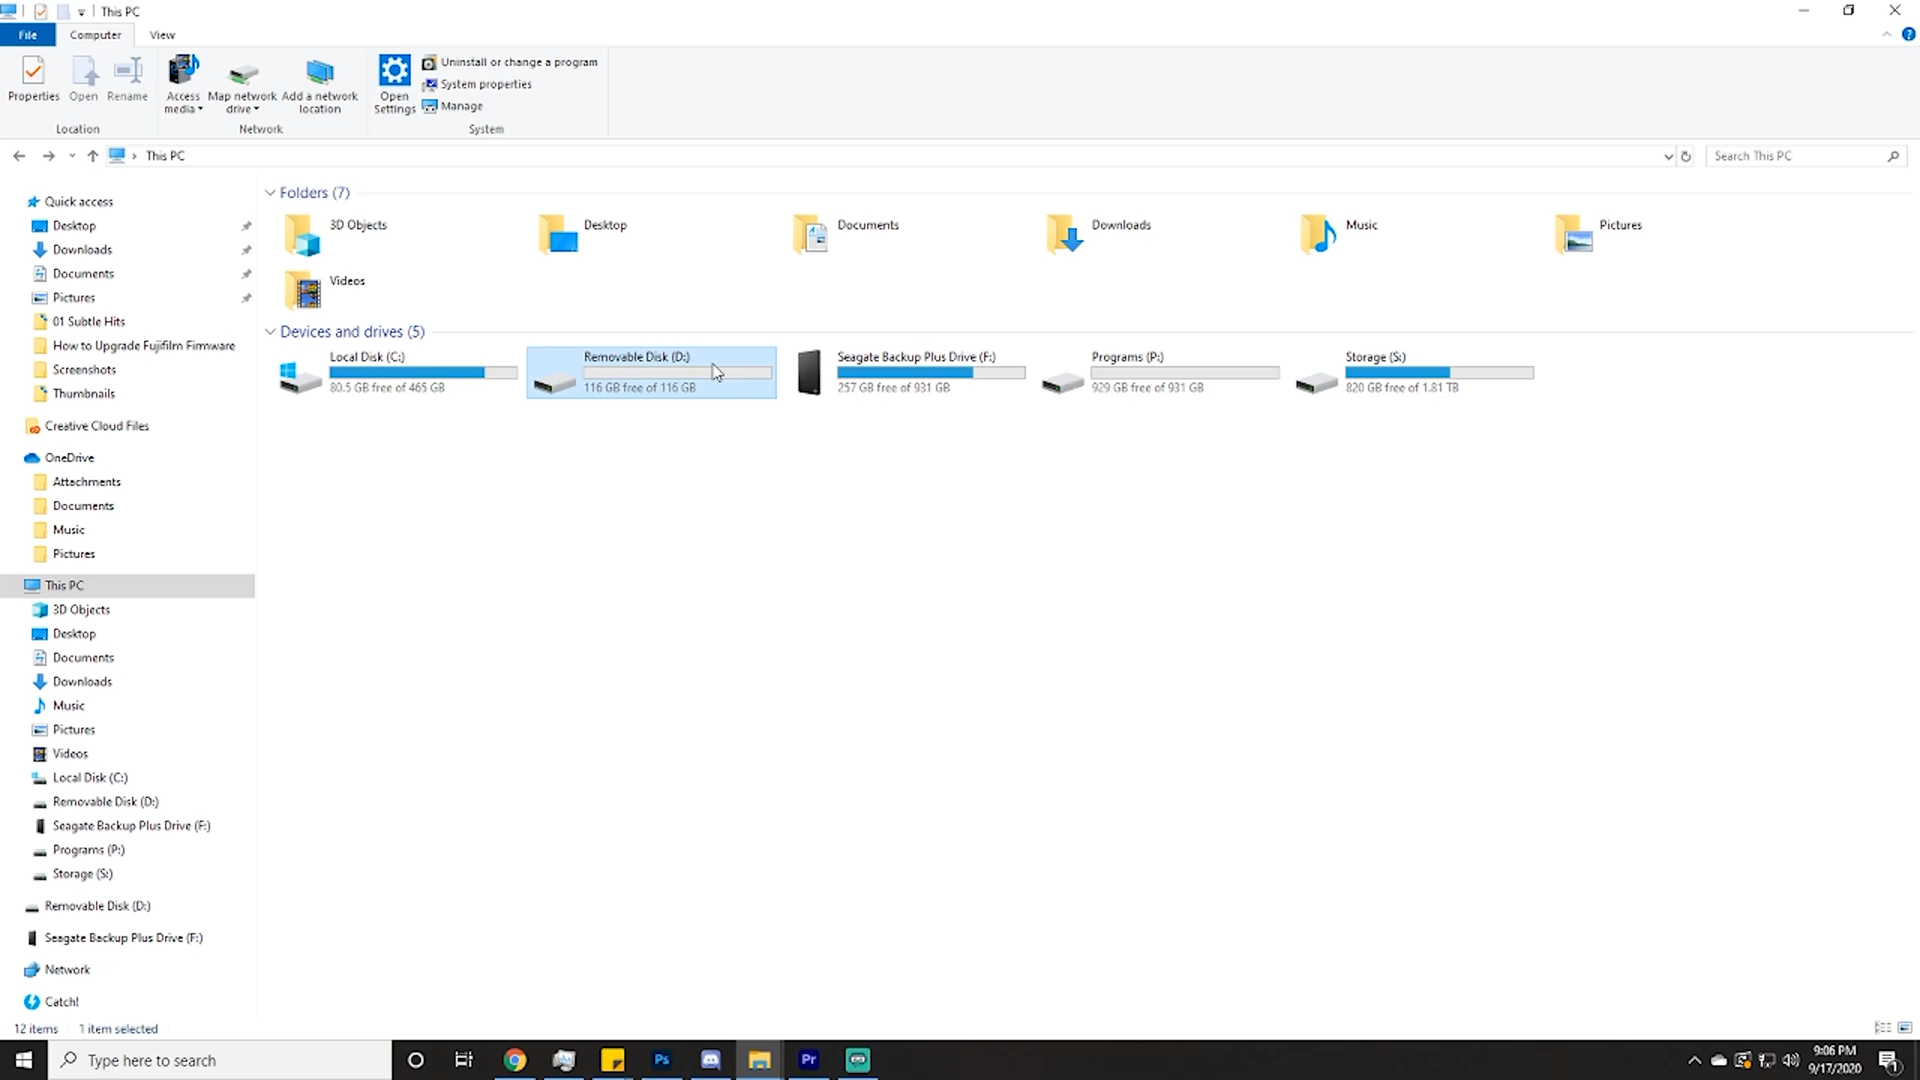 This PC
File
Computer
View
Properties
Open
Rename
Access
media
Map network
drive
Add a network
location
Open
Settings
Uninstall or change a program
System properties
Manage
Location
Network
System
This PC
Search This PC
Quick access
Desktop
Downloads
Documents
Pictures
01 Subtle Hits
How to Upgrade Fujifilm Firmware
Screenshots
Thumbnails
Creative Cloud Files
OneDrive
Attachments
Documents
Music
Pictures
This PC
3D Objects
Desktop
Documents
Downloads
Music
Pictures
Videos
Local Disk (C:)
Removable Disk (D:)
Seagate Backup Plus Drive (F:)
Programs (P:)
Storage (S:)
Removable Disk (D:)
Seagate Backup Plus Drive (F:)
Network
Catch!
Folders (7)
3D Objects
Desktop
Documents
Downloads
Music
Pictures
Videos
Devices and drives (5)
Local Disk (C:)
80.5 GB free of 465 GB
Removable Disk (D:)
116 GB free of 116 GB
Seagate Backup Plus Drive (F:)
257 GB free of 931 GB
Programs (P:)
929 GB free of 931 GB
Storage (S:)
820 GB free of 1.81 TB
12 items
1 item selected
Type here to search
Ps
Pr
9:06 PM
9/17/2020
1